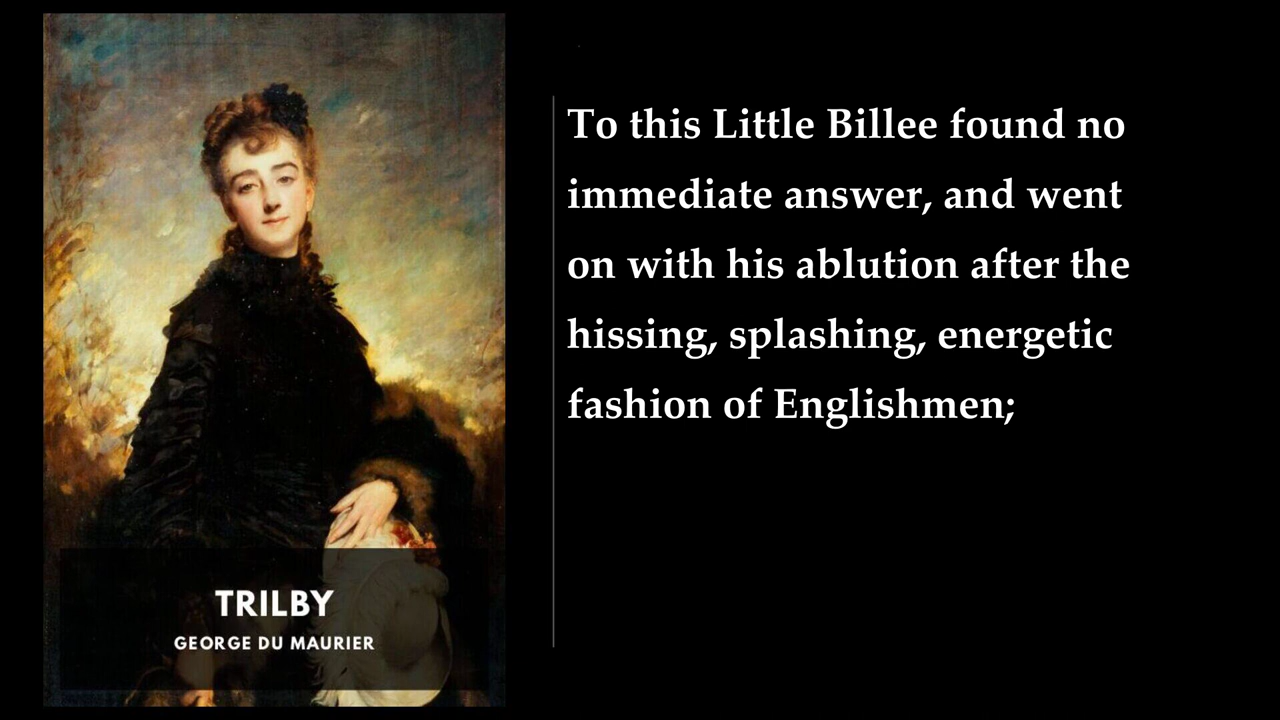 To this Little Billee found no
immediate answer, and went
on with his ablution after the
hissing, splashing, energetic
fashion of Englishmen;
TRILBY
GEORGE DU MAURIER